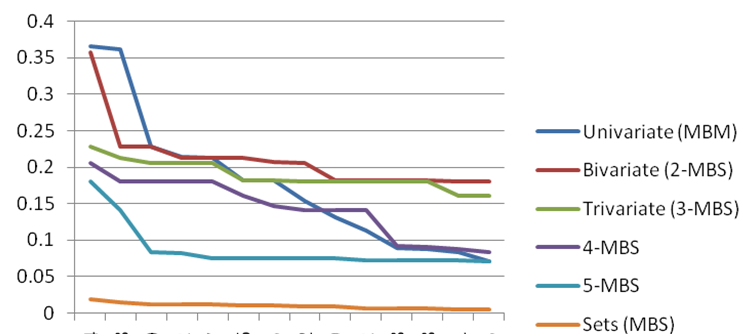 0.4
0.35
0.3
0.25
0.2
0.15
0.1
0.05
0
Univariate (MBM)
Bivariate (2-MBS)
Trivariate (3-MBS)
4-MBS
5-MBS
Sets (MBS)